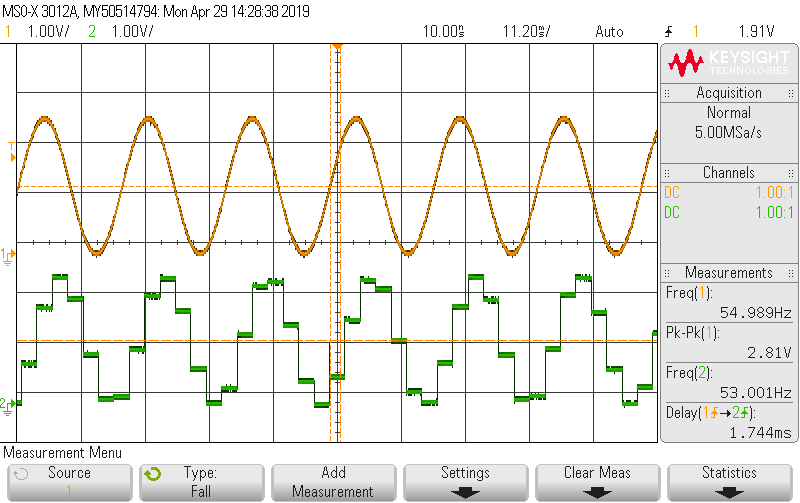 MSO-X 3012A, MY50514794: Mon Apr 29 14:28:38 2019
1 1.00V/ 2 1.00V/ 10.00s/ 11.20s/ Auto 1 1.91V
KEYSIGHT
TECHNOLOGIES
Acquisition
Normal
5.00MSa/s
Channels
DC 1.00:1
DC 1.00:1
Measurements
Freq(1):
54.989Hz
Pk-Pk(1):
2.81V
Freq(2):
53.001Hz
Delay(1→2):
1.744ms
T
1
2
Measurement Menu
Source
1
Type:
Fall
Add
Measurement
Settings
Clear Meas
Statistics